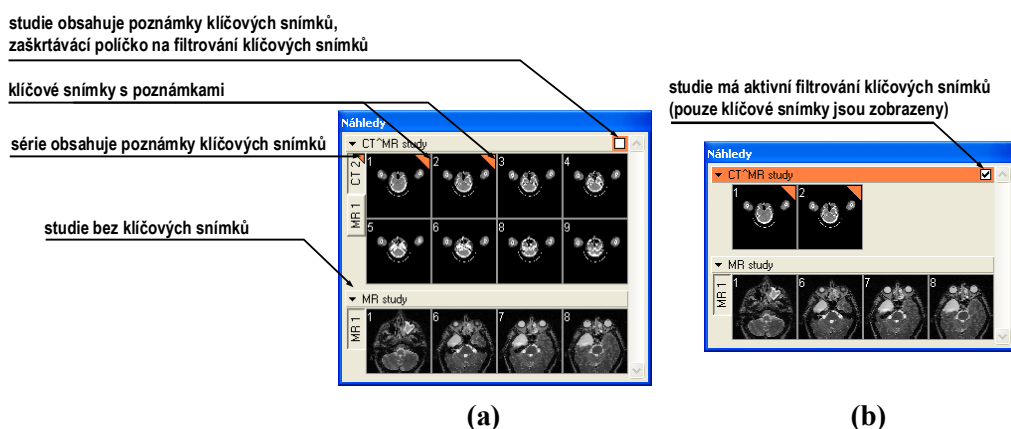 studie obsahuje poznámky klíčových snímků,
zaškrtávácí políčko na filtrování klíčových snímků
klíčové snímky s poznámkami
série obsahuje poznámky klíčových snímků
studie bez klíčových snímků
Náhledy
CT^MR study
CT 2
MR 1
1 2 3 4
5 6 8 9
MR study
MR 1
1 6 7 8
(a)
studie má aktivní filtrování klíčových snímků
(pouze klíčové snímky jsou zobrazeny)
Náhledy
CT^MR study
1 2
MR study
MR 1
1 6 7 8
(b)